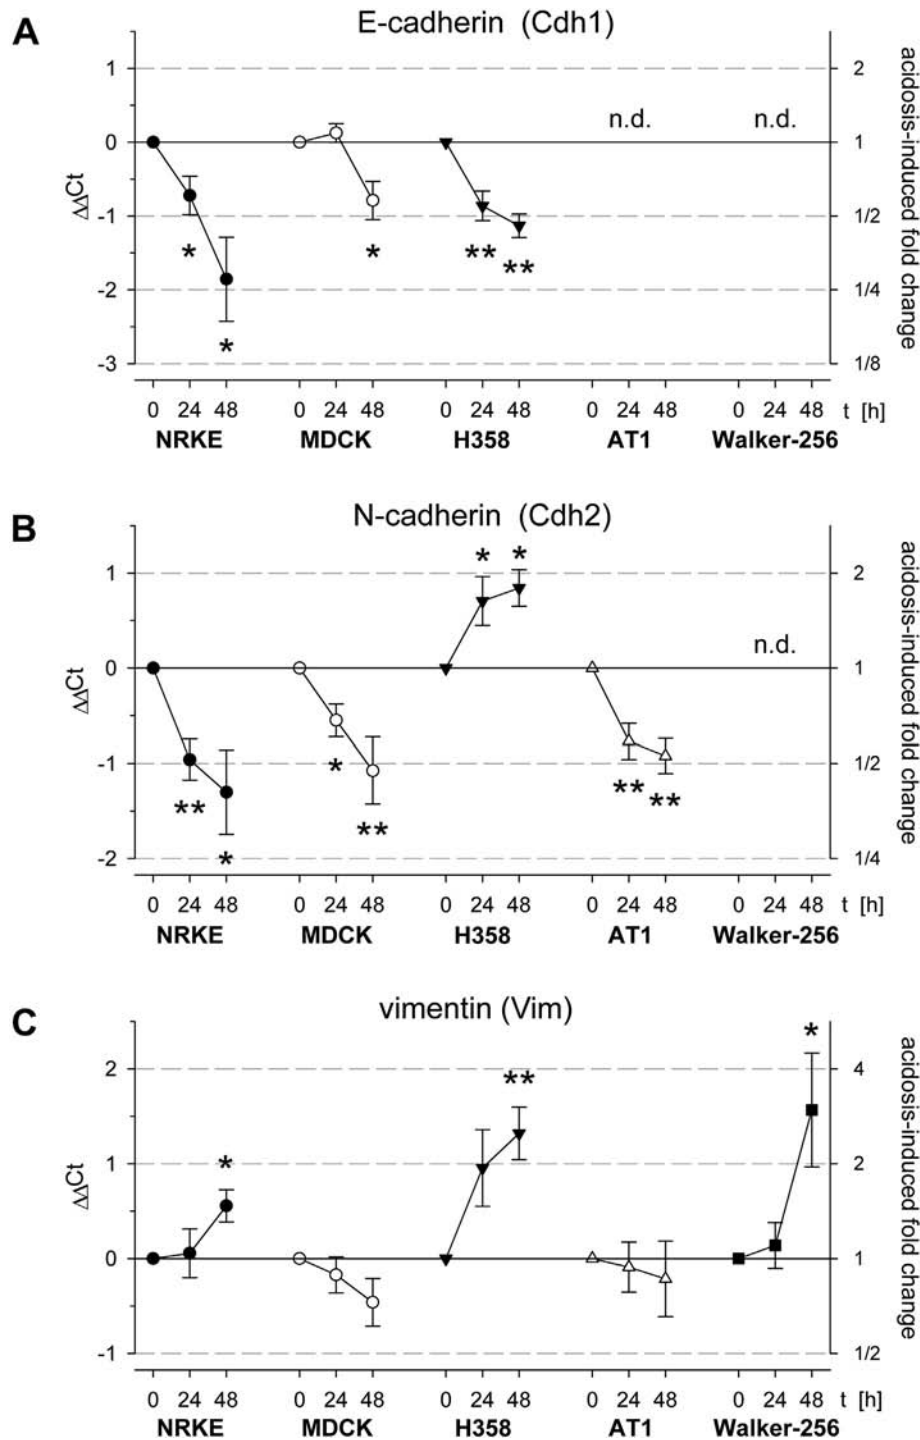 A
E-cadherin (Cdh1)
1
0
-1
-2
-3
ΔΔCt
n.d.
n.d.
*
*
*
**
**
2
1
1/2
1/4
1/8
acidosis-induced fold change
0 24 48 0 24 48 0 24 48 0 24 48 0 24 48 t [h]
NRKE MDCK H358 AT1 Walker-256
B
N-cadherin (Cdh2)
1
0
-1
-2
ΔΔCt
* *
n.d.
**
*
*
**
**
**
2
1
1/2
1/4
acidosis-induced fold change
0 24 48 0 24 48 0 24 48 0 24 48 0 24 48 t [h]
NRKE MDCK H358 AT1 Walker-256
C
vimentin (Vim)
2
1
0
-1
ΔΔCt
*
**
*
4
2
1
1/2
acidosis-induced fold change
0 24 48 0 24 48 0 24 48 0 24 48 0 24 48 t [h]
NRKE MDCK H358 AT1 Walker-256